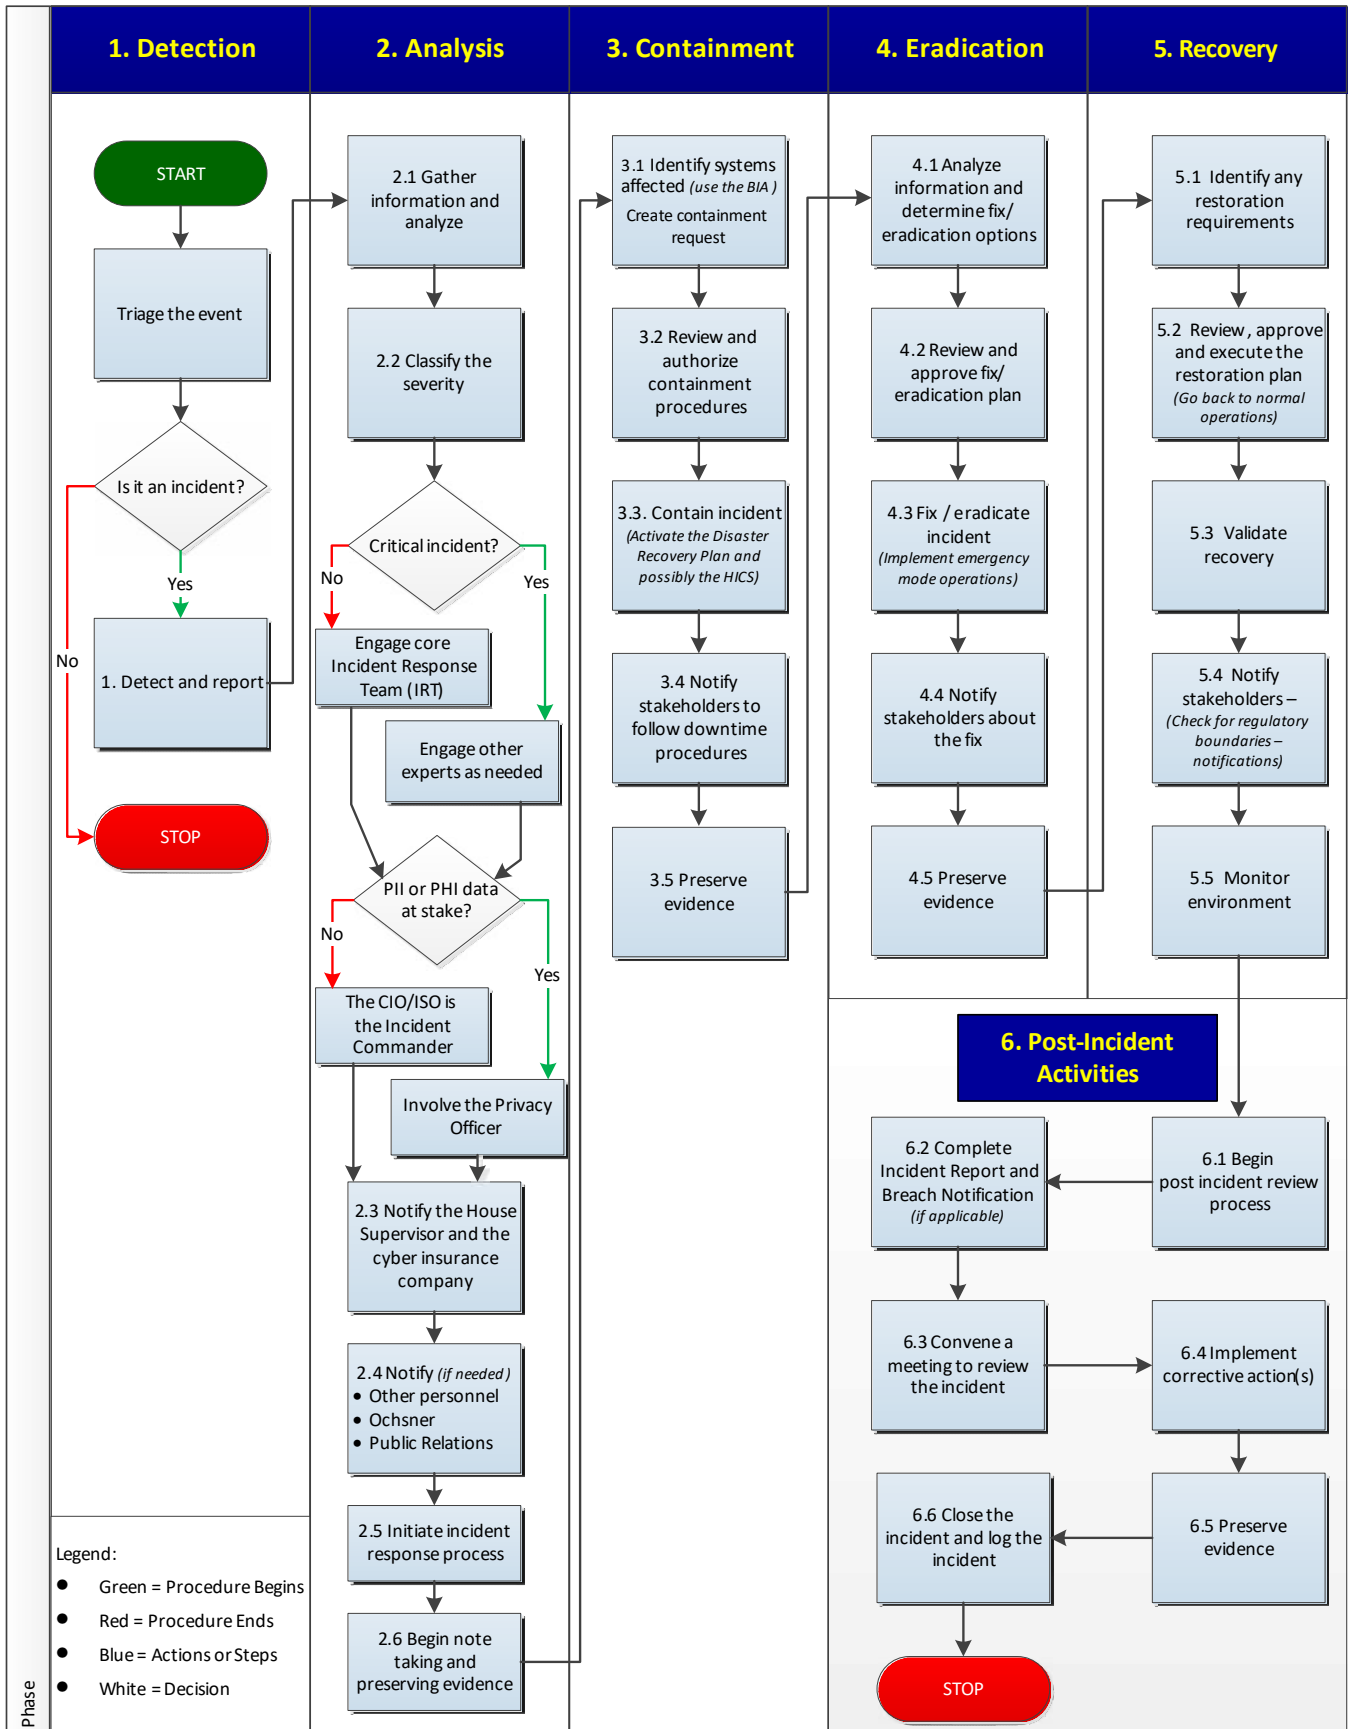 1. Detection
2. Analysis
3. Containment
4. Eradication
5. Recovery
START
Triage the event
Is it an incident?
Yes
No
1. Detect and report
STOP
2.1 Gather
information and
analyze
2.2 Classify the
severity
Critical incident?
No
Yes
Engage core
Incident Response
Team (IRT)
Engage other
experts as needed
PII or PHI data
at stake?
No
Yes
The CIO/ISO is
the Incident
Commander
Involve the Privacy
Officer
2.3 Notify the House
Supervisor and the
cyber insurance
company
2.4 Notify (if needed)
• Other personnel
• Ochsner
• Public Relations
2.5 Initiate incident
response process
2.6 Begin note
taking and
preserving evidence
3.1 Identify systems
affected (use the BIA )
Create containment
request
3.2 Review and
authorize
containment
procedures
3.3. Contain incident
(Activate the Disaster
Recovery Plan and
possibly the HICS)
3.4 Notify
stakeholders to
follow downtime
procedures
3.5 Preserve
evidence
4.1 Analyze
information and
determine fix/
eradication options
4.2 Review and
approve fix/
eradication plan
4.3 Fix / eradicate
incident
(Implement emergency
mode operations)
4.4 Notify
stakeholders about
the fix
4.5 Preserve
evidence
5.1 Identify any
restoration
requirements
5.2 Review , approve
and execute the
restoration plan
(Go back to normal
operations)
5.3 Validate
recovery
5.4 Notify
stakeholders –
(Check for regulatory
boundaries –
notifications)
5.5 Monitor
environment
6. Post-Incident
Activities
6.1 Begin
post incident review
process
6.2 Complete
Incident Report and
Breach Notification
(if applicable)
6.3 Convene a
meeting to review
the incident
6.4 Implement
corrective action(s)
6.5 Preserve
evidence
6.6 Close the
incident and log the
incident
STOP
Legend:
● Green = Procedure Begins
● Red = Procedure Ends
● Blue = Actions or Steps
● White = Decision
Phase